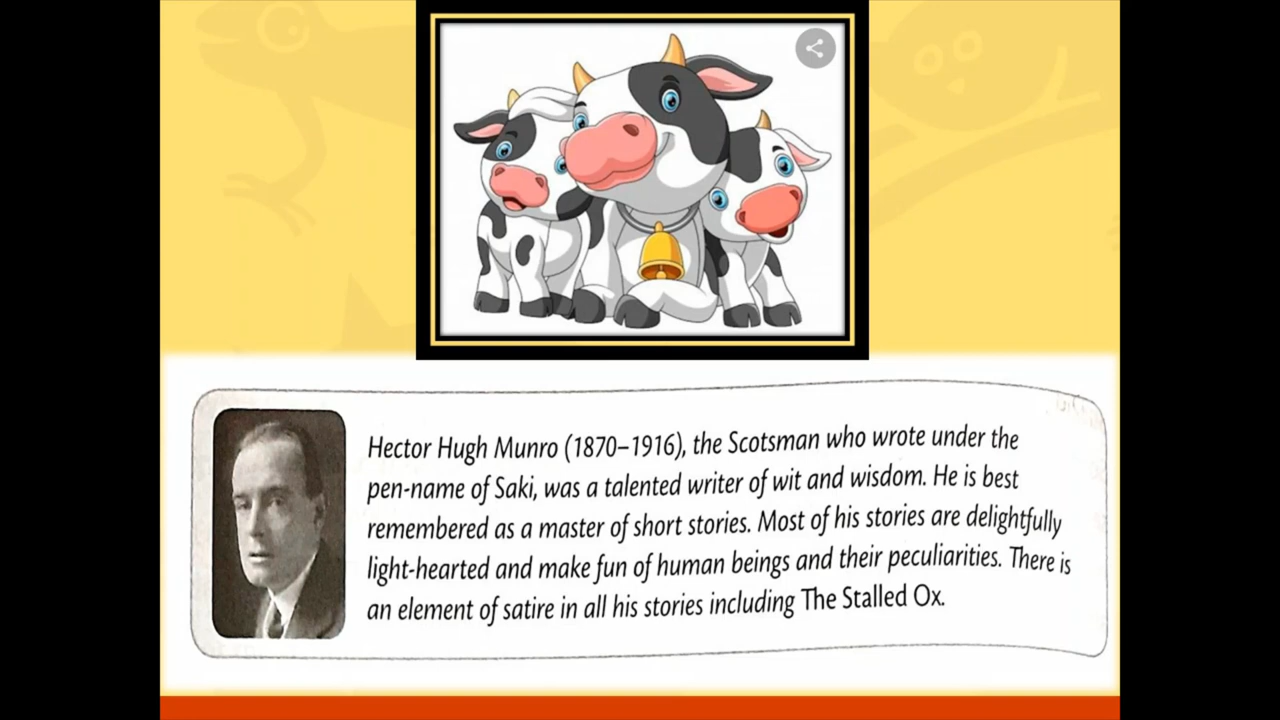 Hector Hugh Munro (1870–1916), the Scotsman who wrote under the
pen-name of Saki, was a talented writer of wit and wisdom. He is best
remembered as a master of short stories. Most of his stories are delightfully
light-hearted and make fun of human beings and their peculiarities. There is
an element of satire in all his stories including The Stalled Ox.